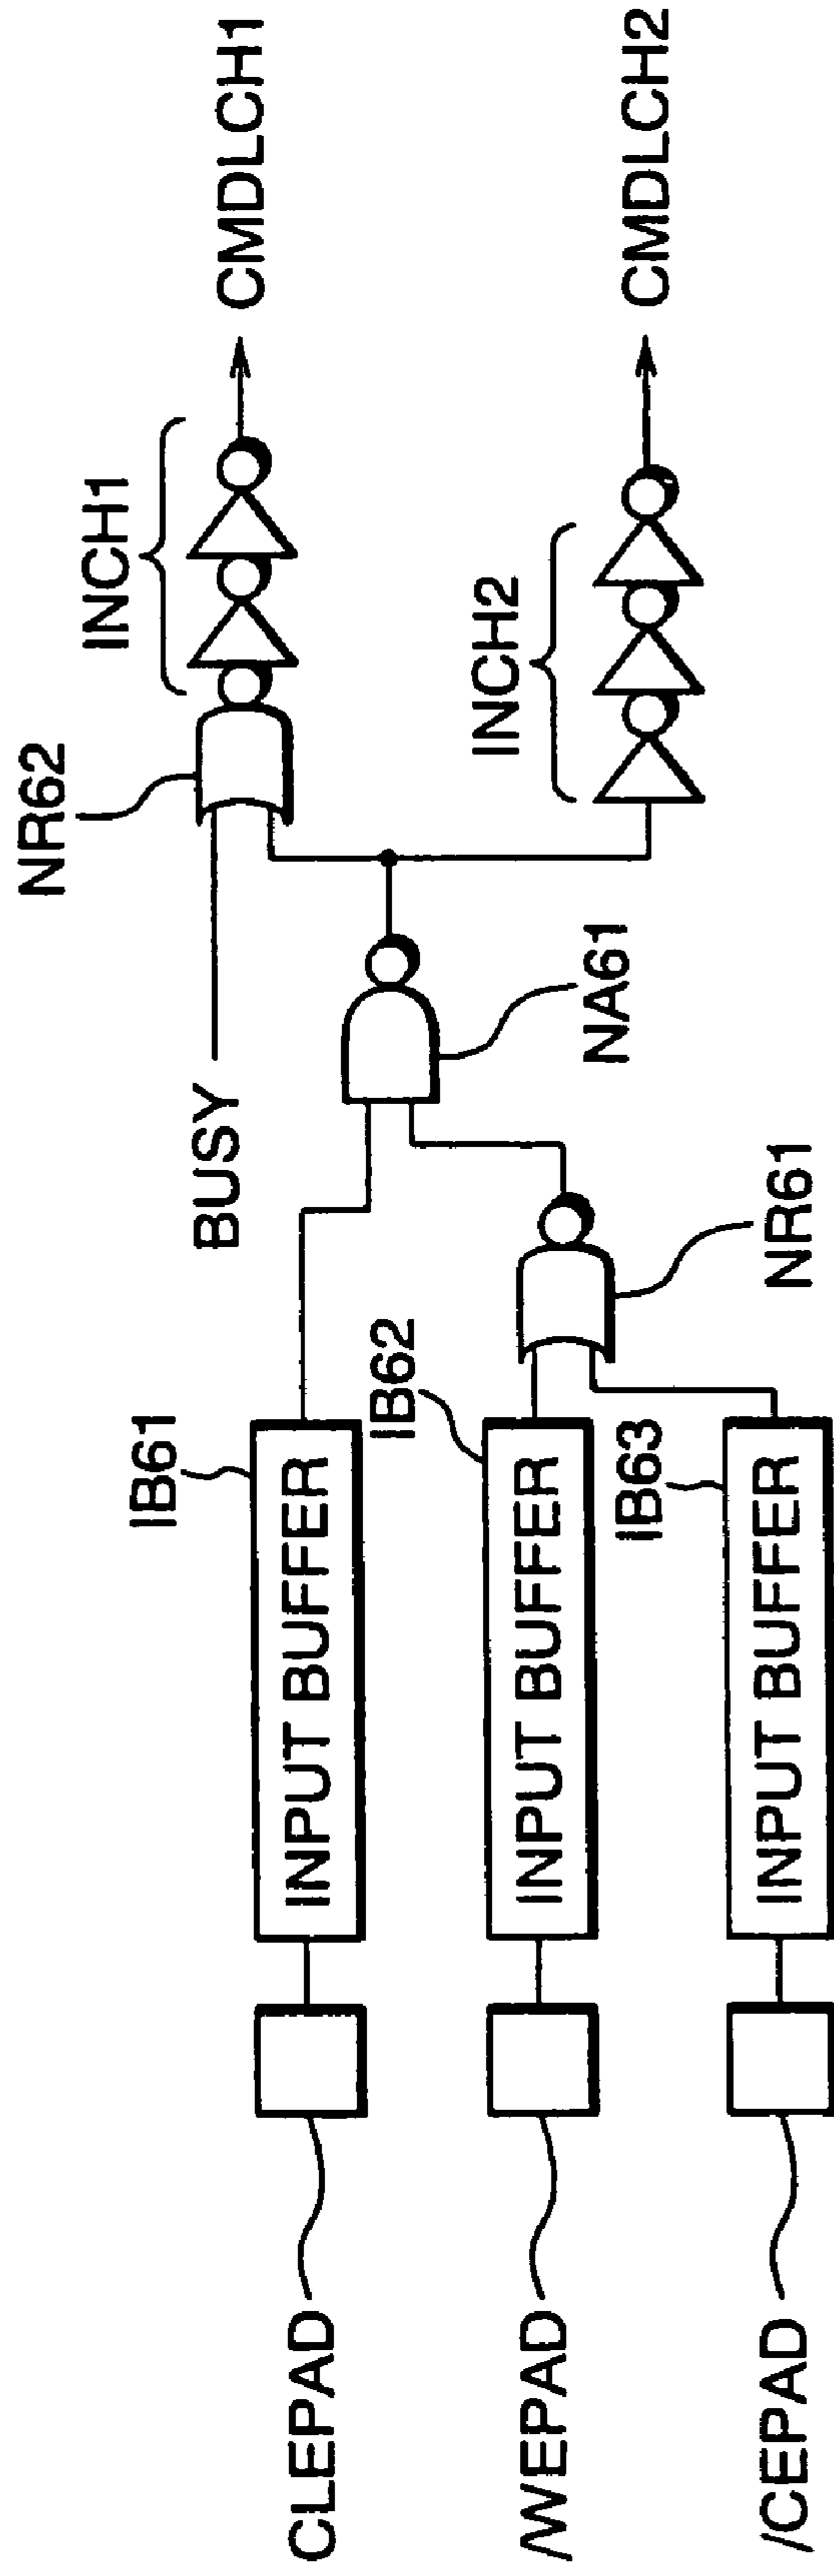 CLEPAD
INPUT BUFFER
IB61
BUSY
NR62
INCH1
CMDLCH1
/WEPAD
INPUT BUFFER
IB62
NA61
INCH2
CMDLCH2
/CEPAD
INPUT BUFFER
IB63
NR61